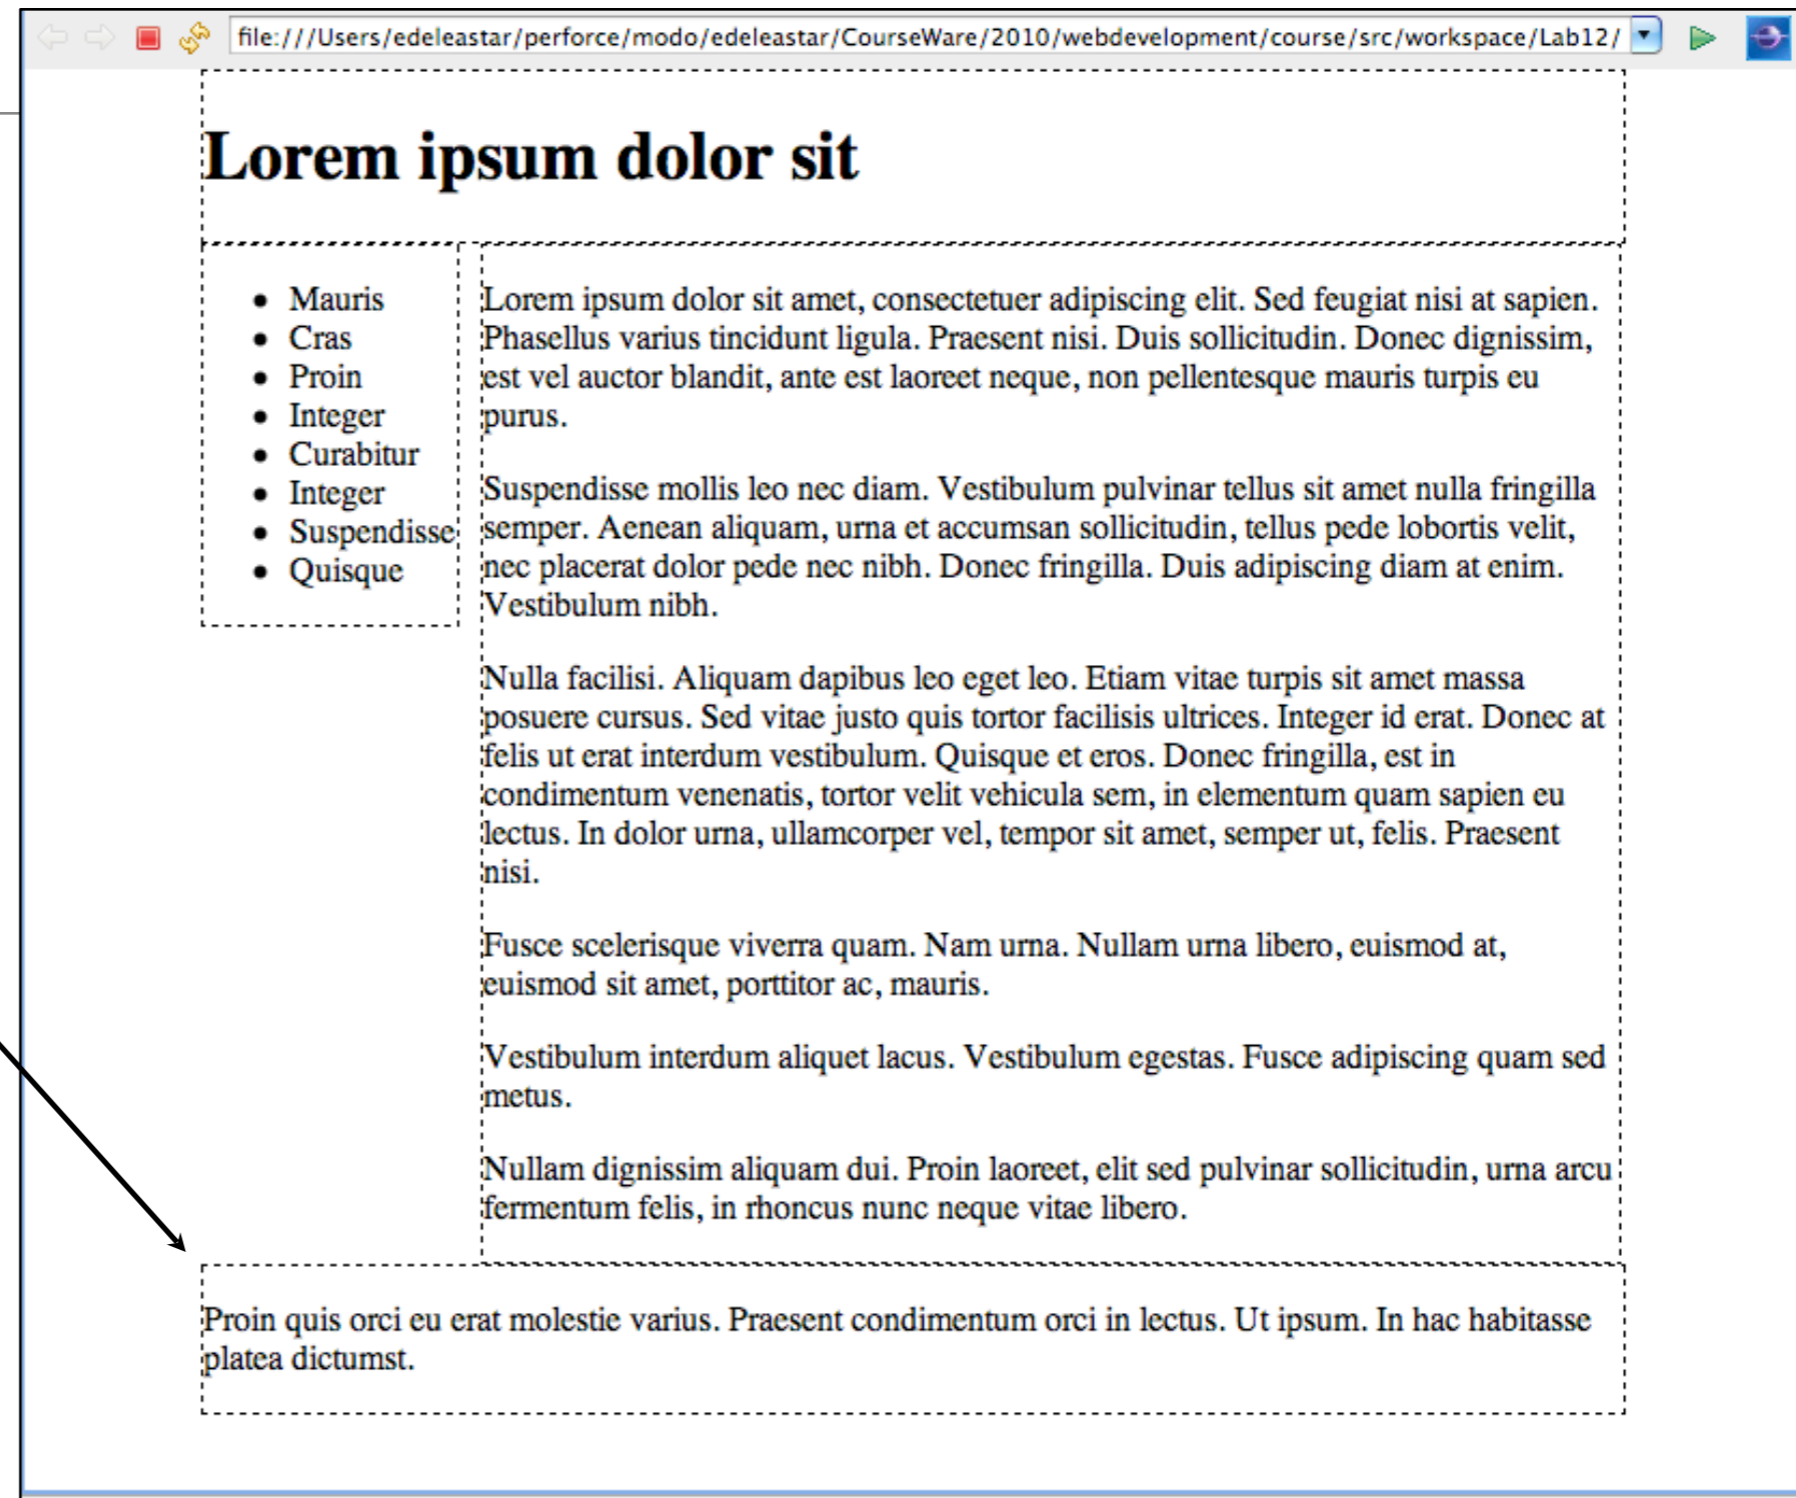 file:///Users/edeleastar/perforce/modo/edeleastar/CourseWare/2010/webdevelopment/course/src/workspace/Lab12/
Lorem ipsum dolor sit
• Mauris
• Cras
• Proin
• Integer
• Curabitur
• Integer
• Suspendisse
• Quisque
Lorem ipsum dolor sit amet, consectetuer adipiscing elit. Sed feugiat nisi at sapien.
Phasellus varius tincidunt ligula. Praesent nisi. Duis sollicitudin. Donec dignissim,
est vel auctor blandit, ante est laoreet neque, non pellentesque mauris turpis eu
purus.
Suspendisse mollis leo nec diam. Vestibulum pulvinar tellus sit amet nulla fringilla
semper. Aenean aliquam, urna et accumsan sollicitudin, tellus pede lobortis velit,
nec placerat dolor pede nec nibh. Donec fringilla. Duis adipiscing diam at enim.
Vestibulum nibh.
Nulla facilisi. Aliquam dapibus leo eget leo. Etiam vitae turpis sit amet massa
posuere cursus. Sed vitae justo quis tortor facilisis ultrices. Integer id erat. Donec at
felis ut erat interdum vestibulum. Quisque et eros. Donec fringilla, est in
condimentum venenatis, tortor velit vehicula sem, in elementum quam sapien eu
lectus. In dolor urna, ullamcorper vel, tempor sit amet, semper ut, felis. Praesent
nisi.
Fusce scelerisque viverra quam. Nam urna. Nullam urna libero, euismod at,
euismod sit amet, porttitor ac, mauris.
Vestibulum interdum aliquet lacus. Vestibulum egestas. Fusce adipiscing quam sed
metus.
Nullam dignissim aliquam dui. Proin laoreet, elit sed pulvinar sollicitudin, urna arcu
fermentum felis, in rhoncus nunc neque vitae libero.
Proin quis orci eu erat molestie varius. Praesent condimentum orci in lectus. Ut ipsum. In hac habitasse
platea dictumst.